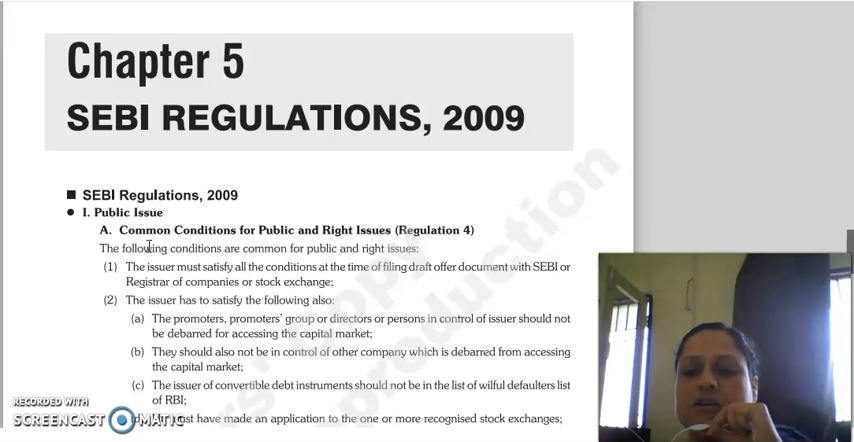 Chapter 5
SEBI REGULATIONS, 2009
■ SEBI Regulations, 2009
● I. Public Issue
A. Common Conditions for Public and Right Issues (Regulation 4)
The following conditions are common for public and right issues:
(1) The issuer must satisfy all the conditions at the time of filing draft offer document with SEBI or
Registrar of companies or stock exchange;
(2) The issuer has to satisfy the following also:
(a) The promoters, promoters' group or directors or persons in control of issuer should not
be debarred for accessing the capital market;
(b) They should also not be in control of other company which is debarred from accessing
the capital market;
(c) The issuer of convertible debt instruments should not be in the list of wilful defaulters list
of RBI;
must have made an application to the one or more recognised stock exchanges;
RECORDED WITH
SCREENCAST MATIC
Copy
production